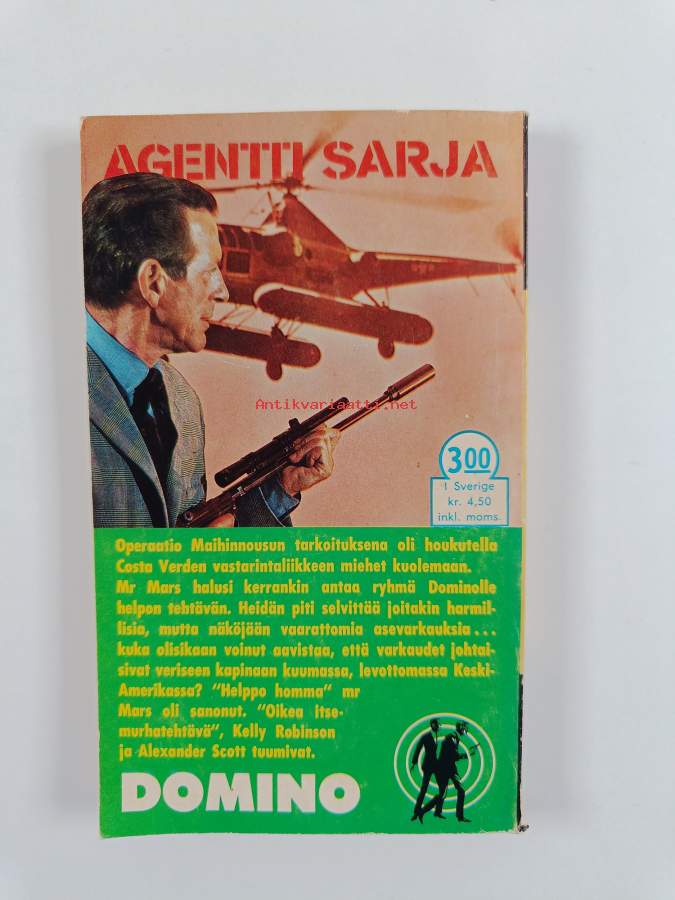 AGENTTI SARJA
Antikvariaatti.net
3 00
I Sverige
kr. 4,50
inkl. moms.
Operaatio Maihinnousun tarkoituksena oli houkutella
Costa Verden vastarintaliikkeen miehet kuolemaan.
Mr Mars halusi kerrankin antaa ryhmä Dominolle
helpon tehtävän. Heidän piti selvittää joitakin harmil-
lisia, mutta näköjään vaarattomia asevarkauksia...
kuka olisikaan voinut aavistaa, että varkaudet johtai-
sivat veriseen kapinaan kuumassa, levottomassa Keski-
Amerikassa? "Helppo homma" mr
Mars oli sanonut. "Oikea itse-
murhatehtävä", Kelly Robinson
ja Alexander Scott tuumivat.
DOMINO